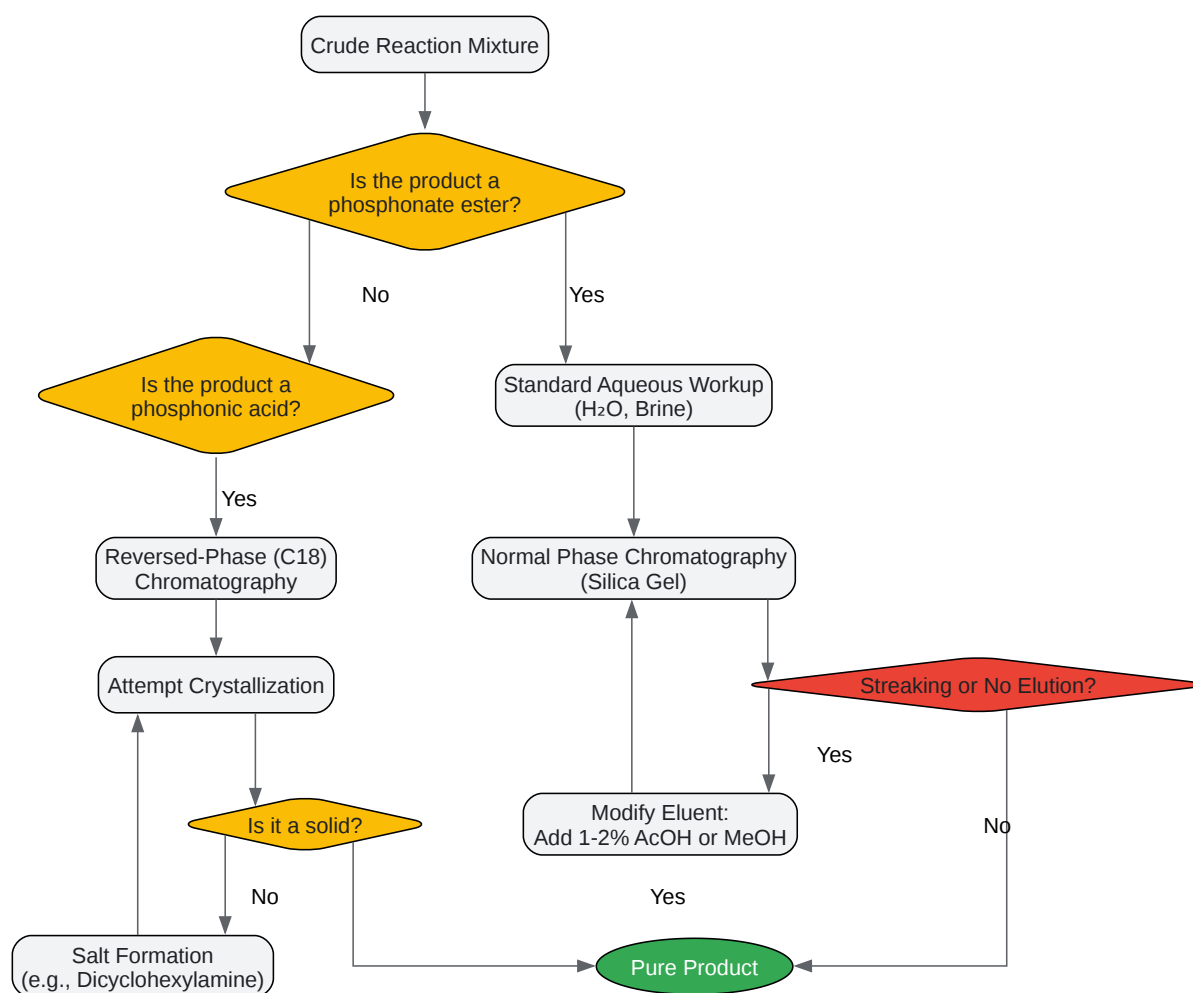 Crude Reaction Mixture
Is the product a
phosphonate ester?
No
Yes
Is the product a
phosphonic acid?
Standard Aqueous Workup
(H₂O, Brine)
Yes
Reversed-Phase (C18)
Chromatography
Normal Phase Chromatography
(Silica Gel)
Attempt Crystallization
Streaking or No Elution?
Yes
Is it a solid?
Modify Eluent:
Add 1-2% AcOH or MeOH
No
No
Yes
Salt Formation
(e.g., Dicyclohexylamine)
Pure Product